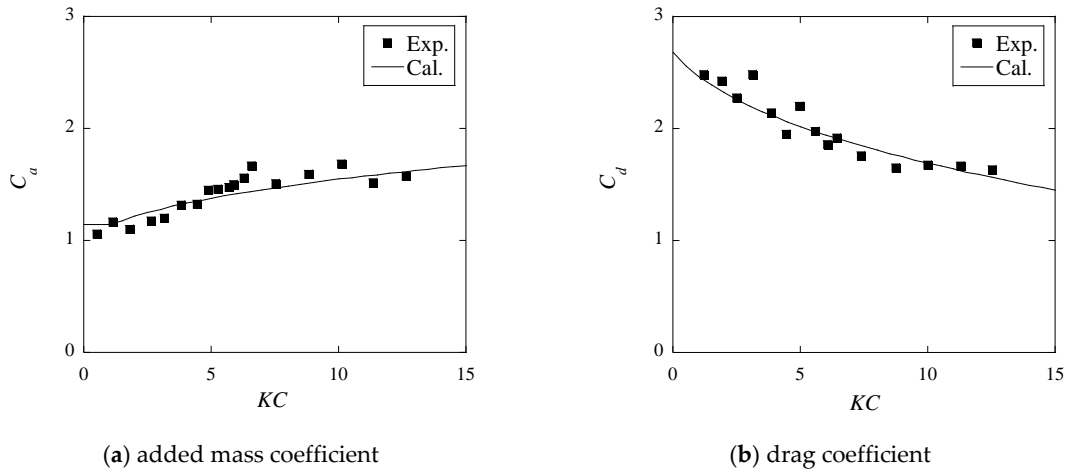 3
2
1
0
C a
0
5
10
15
KC
Exp.
Cal.
(a) added mass coefficient
3
2
1
0
C d
0
5
10
15
KC
Exp.
Cal.
(b) drag coefficient